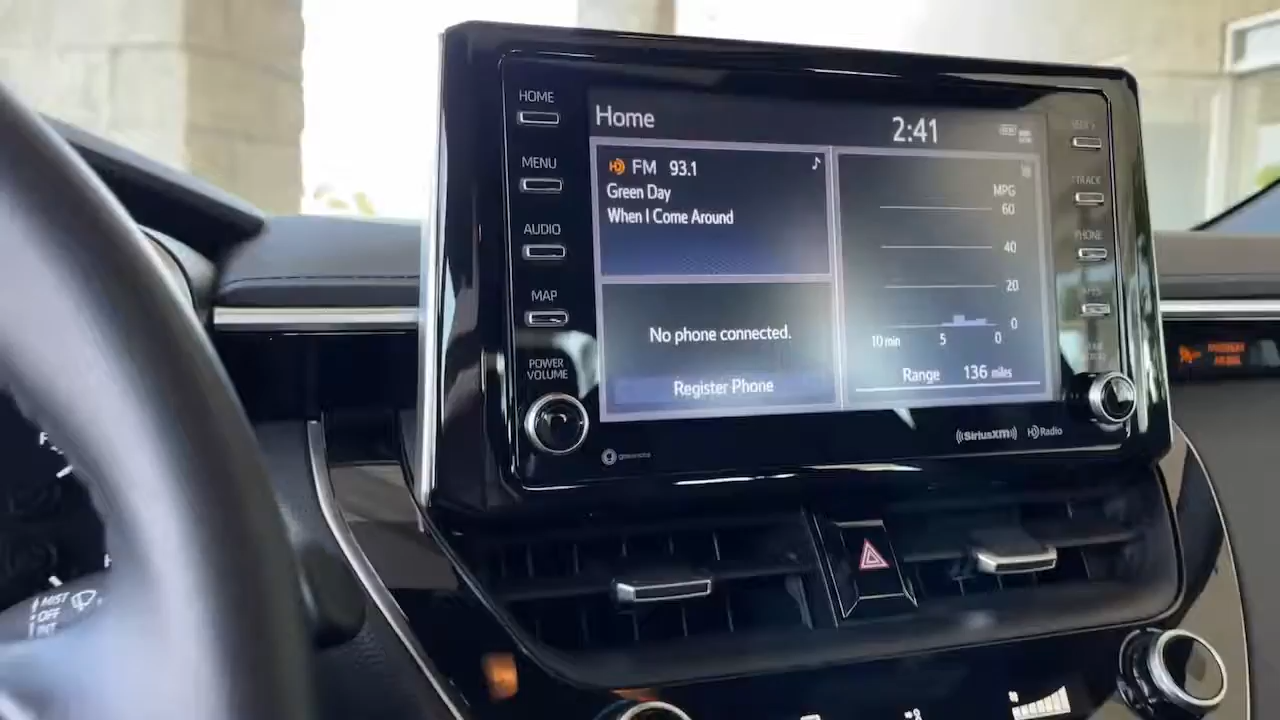 HOME
MENU
AUDIO
MAP
POWER
VOLUME
Home
2:41
FM 93.1
Green Day
When I Come Around
No phone connected.
Register Phone
MPG
60
40
20
0
10 min 5 0
Range 136 miles
TRACK
PHONE
gracenote
((SiriusXM))
HD Radio
MIST
OFF
INT
F
H